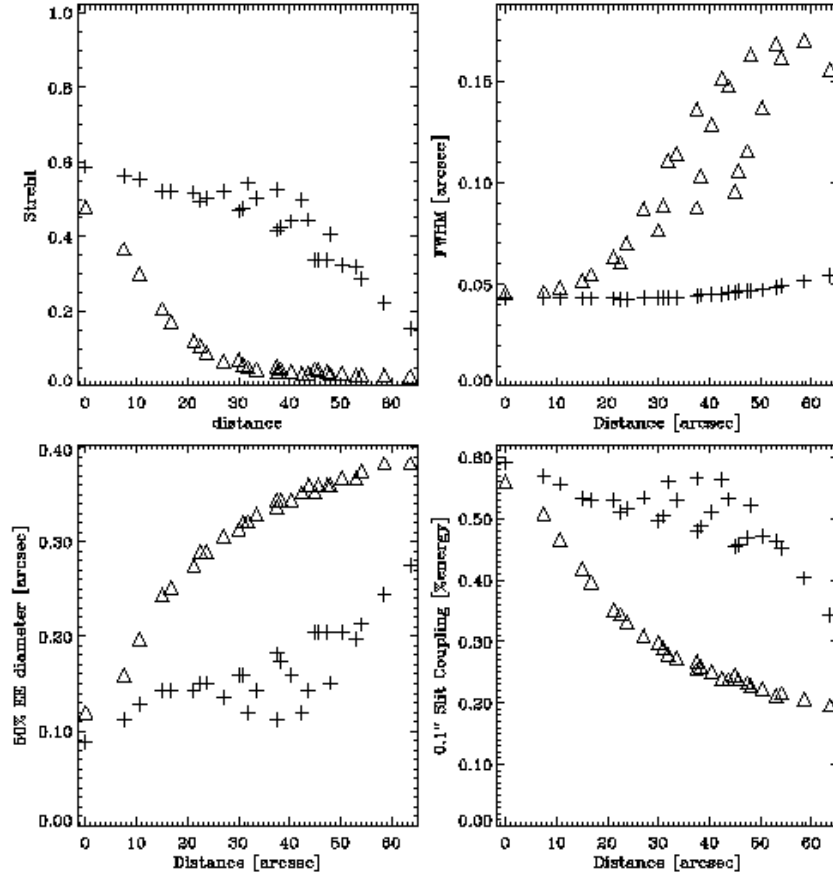 1.0
0.8
0.6
0.4
0.2
0.0
Strehl
0 10 20 30 40 50 60
distance
0.15
0.10
0.05
0.00
FWHM [arcsec]
0 10 20 30 40 50 60
Distance [arcsec]
0.40
0.30
0.20
0.10
0.00
50% EE diameter [arcsec]
0 10 20 30 40 50 60
Distance [arcsec]
0.60
0.50
0.40
0.30
0.20
0.10
0.00
0.1" Slit Coupling [%energy]
0 10 20 30 40 50 60
Distance [arcsec]